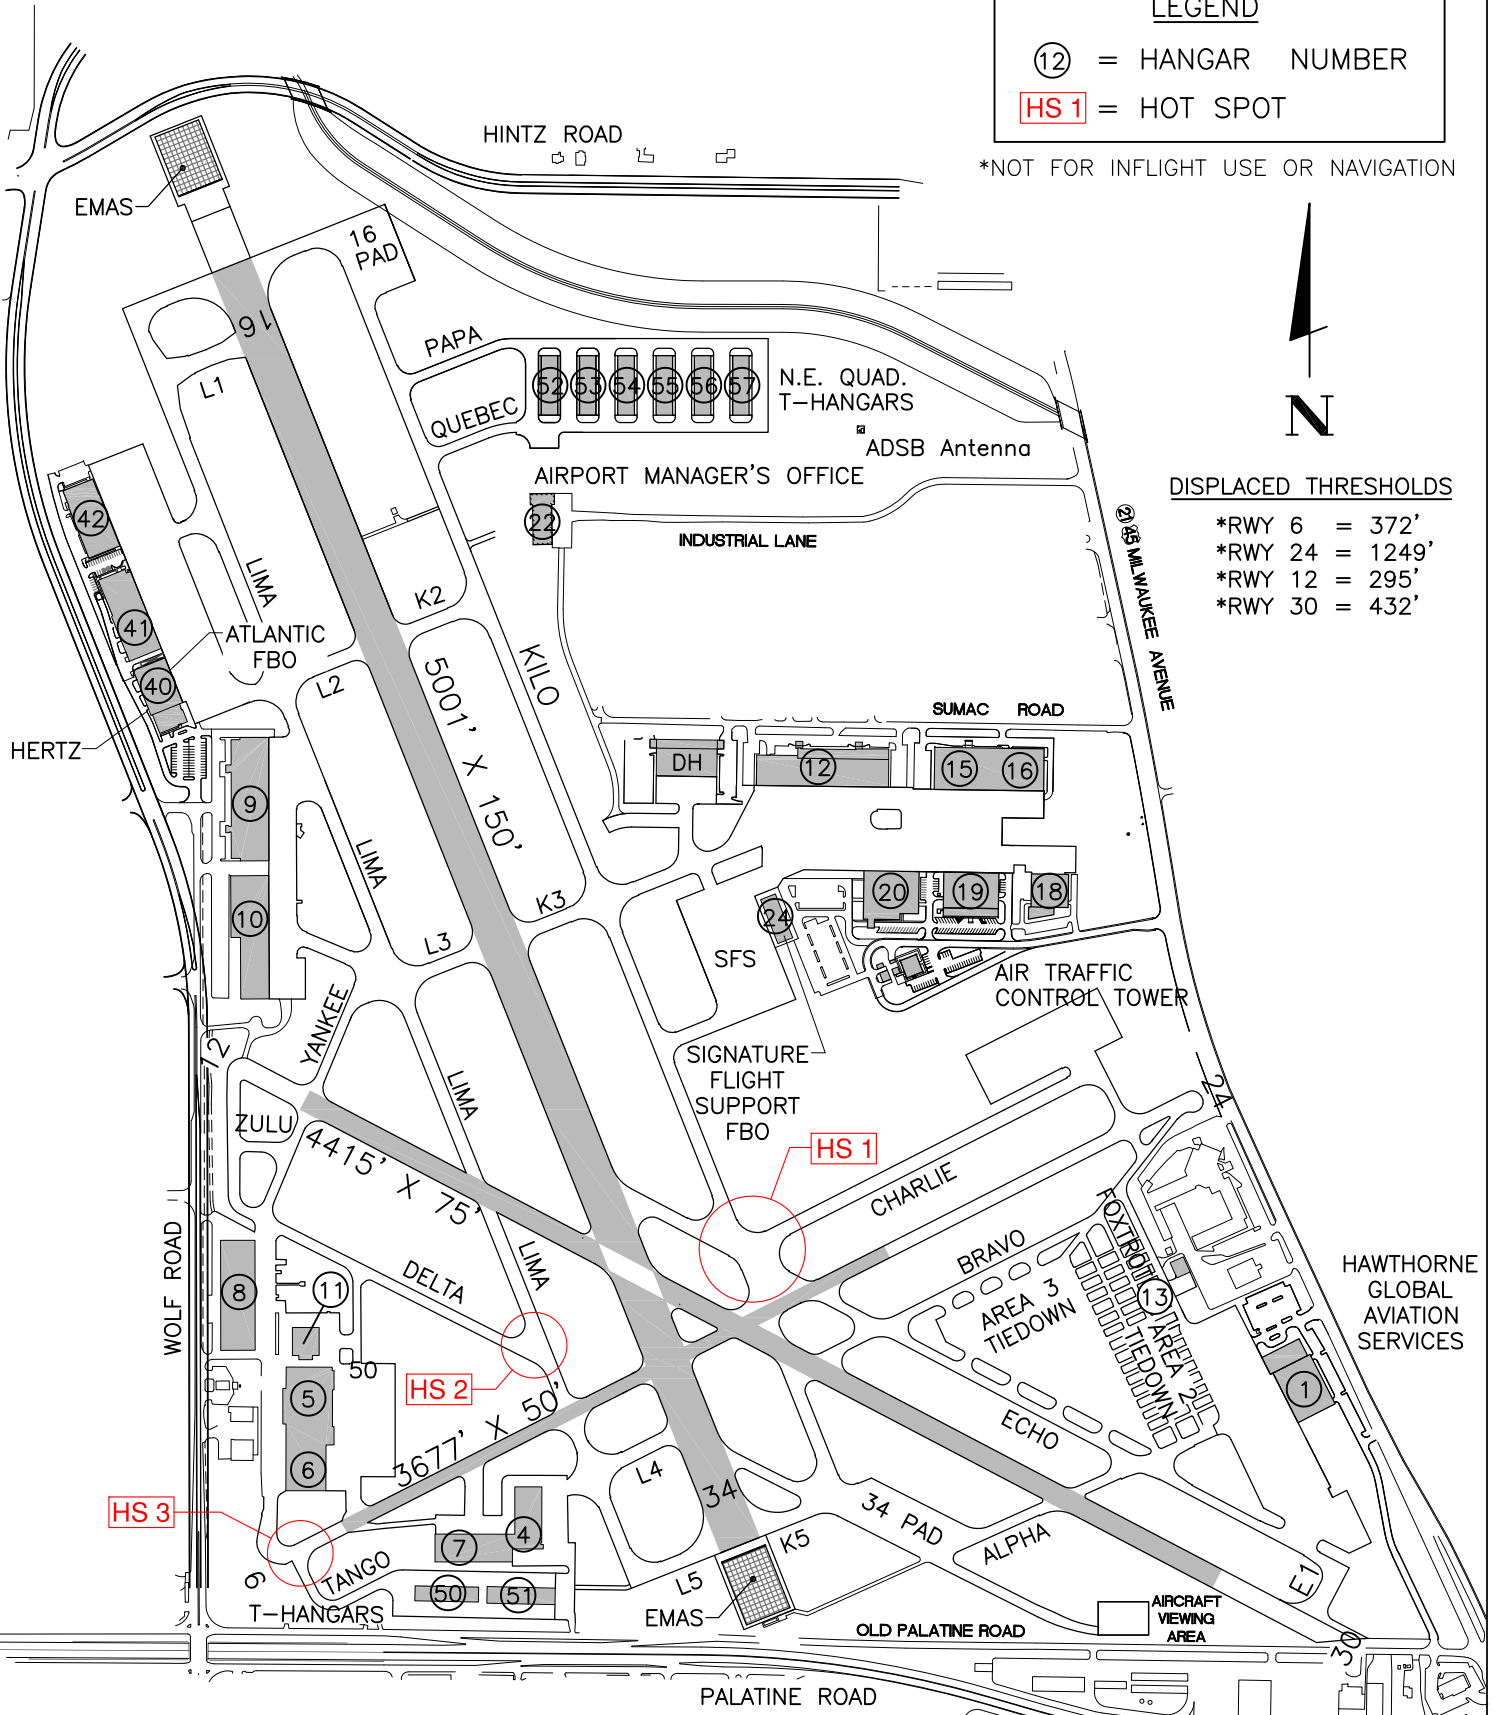 LEGEND
12 = HANGAR NUMBER
HS 1 = HOT SPOT
*NOT FOR INFLIGHT USE OR NAVIGATION
HINTZ ROAD
EMAS
16
PAD
16
PAPA
L1
52 53 54 55 56 57
N.E. QUAD.
T-HANGARS
QUEBEC
ADSB Antenna
N
AIRPORT MANAGER'S OFFICE
DISPLACED THRESHOLDS
*RWY 6 = 372'
*RWY 24 = 1249'
*RWY 12 = 295'
*RWY 30 = 432'
42
22
INDUSTRIAL LANE
21 45 MILWAUKEE AVENUE
LIMA
K2
41
ATLANTIC
FBO
KILO
40
L2
5001' X 150'
HERTZ
SUMAC ROAD
DH
12
15
16
9
LIMA
10
K3
20
19
18
24
L3
SFS
AIR TRAFFIC
CONTROL TOWER
YANKEE
12
SIGNATURE
FLIGHT
SUPPORT
FBO
LIMA
24
ZULU
4415' X 75'
HS 1
CHARLIE
WOLF ROAD
LIMA
BRAVO
FOXTROT
DELTA
8
11
13
HAWTHORNE
GLOBAL
AVIATION
SERVICES
AREA 3
TIEDOWN
AREA 2
TIEDOWN
50
HS 2
5
1
3677' X 50'
ECHO
6
L4
34
HS 3
34 PAD
4
7
K5
ALPHA
TANGO
6
L5
50
51
E1
T-HANGARS
EMAS
AIRCRAFT
VIEWING
AREA
OLD PALATINE ROAD
30
PALATINE ROAD